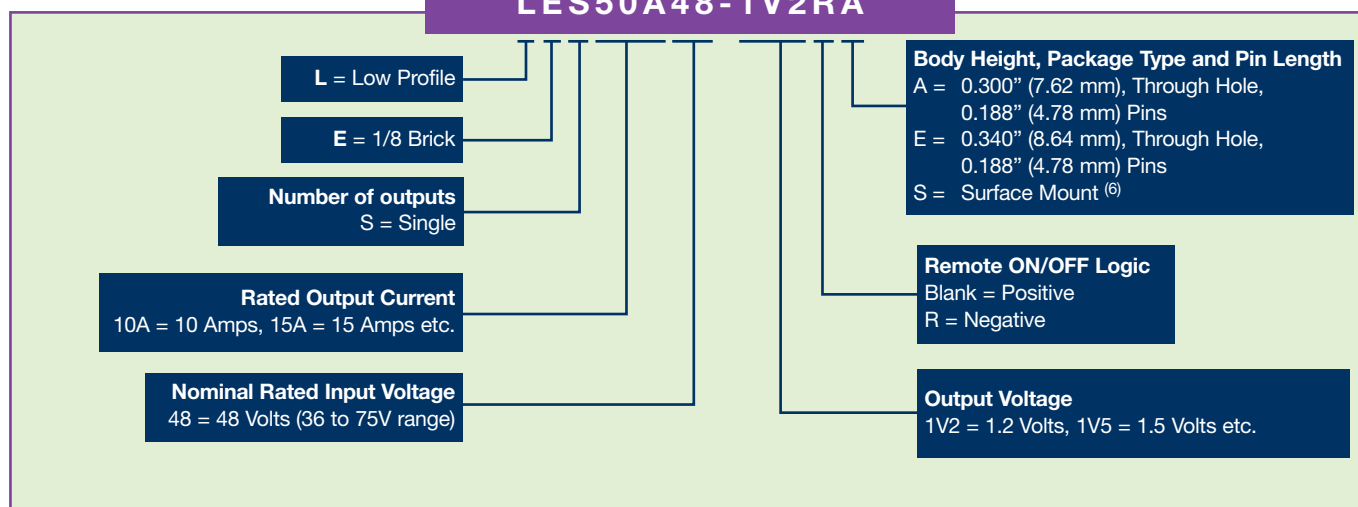 LES50A48-1V2RA
L = Low Profile
E = 1/8 Brick
Number of outputs
S = Single
Rated Output Current
10A = 10 Amps, 15A = 15 Amps etc.
Nominal Rated Input Voltage
48 = 48 Volts (36 to 75V range)
Body Height, Package Type and Pin Length
A = 0.300” (7.62 mm), Through Hole,
0.188” (4.78 mm) Pins
E = 0.340” (8.64 mm), Through Hole,
0.188” (4.78 mm) Pins
S = Surface Mount (6)
Remote ON/OFF Logic
Blank = Positive
R = Negative
Output Voltage
1V2 = 1.2 Volts, 1V5 = 1.5 Volts etc.